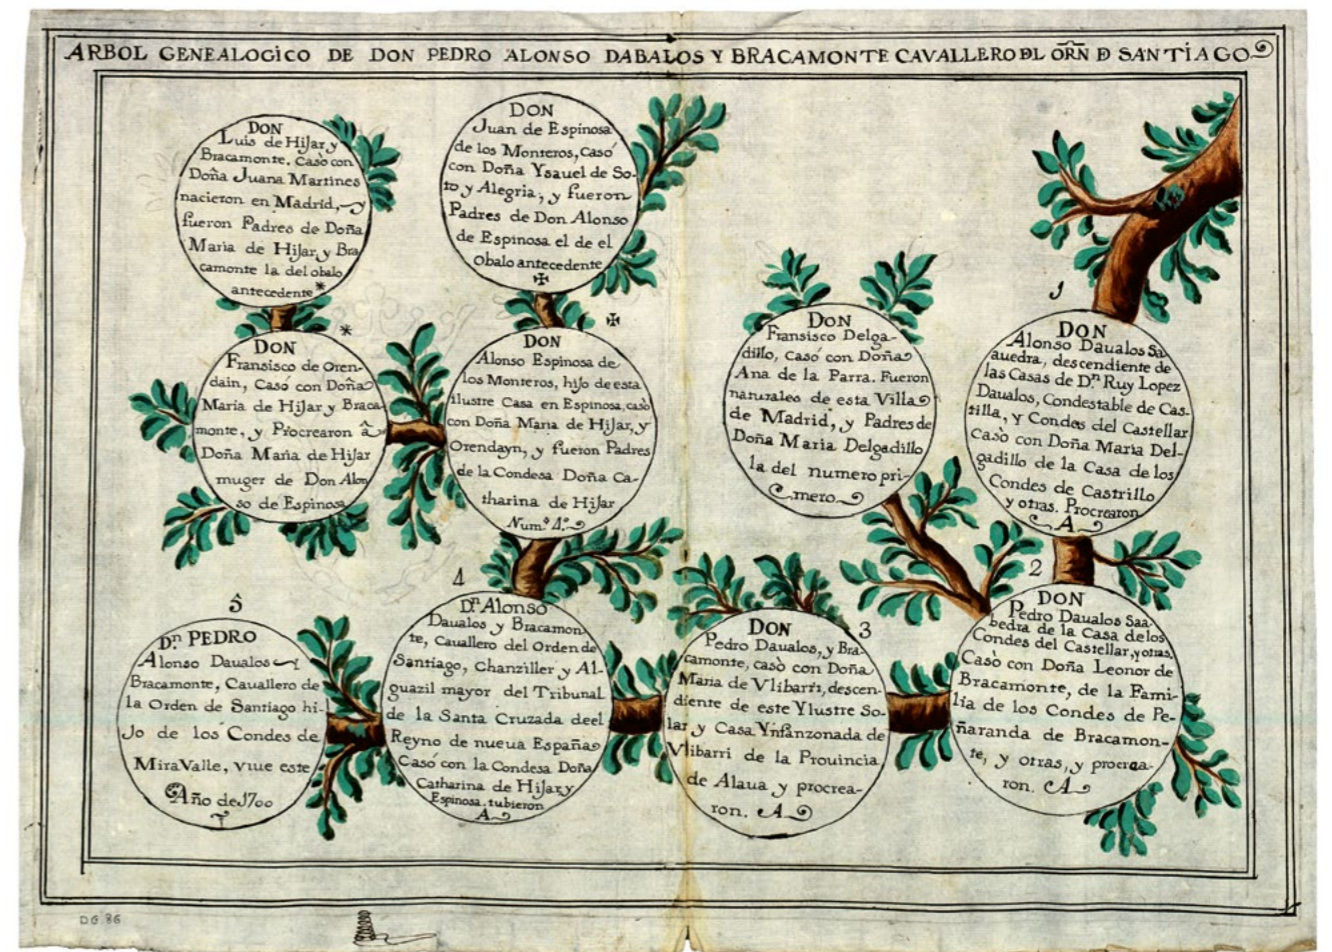 ARBOL GENEALOGICO DE DON PEDRO ALONSO DABALOS Y BRACAMONTE CAVALLERO DL ORN D SANTIAGO
DON
Luis de Hijar y
Bracamonte. Casò con
Doña Juana Martines
nacieron en Madrid, y
fueron Padres de Doña
Maria de Hijar, y Bra
camonte la del obalo
antecedente *
DON
Juan de Espinosa
de los Monteros, casó
con Doña Ysauel de So-
to y Alegria, y fueron
Padres de Don Alonso
de Espinosa el de el
obalo antecedente
✠
*
✠
DON
Fransisco de Oren-
dain, Casó con Doña
Maria de Hijar y Braca-
monte, y Procrearon â
Doña Maria de Hijar
muger de Don Alon
so de Espinosa
DON
Alonso Espinosa de
los Monteros, hijo de esta
ilustre Casa en Espinosa, casò
con Doña Maria de Hijar, y
Orendayn, y fueron Padres
de la Condesa Doña Ca-
tharina de Hijar
Num.º 4.º
DON
Fransisco Delga-
dillo, casó con Doña
Ana de la Parra. Fueron
naturales de esta Villa
de Madrid, y Padres de
Doña Maria Delgadillo
la del numero pri-
mero.
1
DON
Alonso Daualos Sa
auedra, descendiente de
las Casas de D.n Ruy Lopez
Daualos, Condestable de Cas-
tilla, y Condes del Castellar
Casò con Doña Maria Del-
gadillo de la Casa de los
Condes de Castrillo
y otras. Procrearon
A
5
D.n PEDRO
Alonso Daualos Y
Bracamonte, Cauallero de
la Orden de Santiago hi-
Jo de los Condes de
MiraValle, viue este
Año de 1700
4
D.n Alonso
Daualos y Bracamon-
te, Cauallero del Orden de
Santiago, Chanziller y Al-
guazil mayor del Tribunal
de la Santa Cruzada deel
Reyno de nueua España
Casó con la Condesa Doña
Catharina de Hijar, y
Espinosa. tubieron
A
3
DON
Pedro Daualos, y Bra-
camonte, casò con Doña
Maria de Vlibarri, descen-
diente de este Ylustre So-
lar y Casa Ynfanzonada de
Vlibarri de la Prouincia
de Alaua y procrea-
ron. A
2
DON
Pedro Daualos Saa-
bedra de la Casa de los
Condes del Castellar, y otras,
Casò con Doña Leonor de
Bracamonte, de la Fami-
lia de los Condes de Pe-
ñaranda de Bracamon-
te, y otras, y procrea-
ron. A
DG 86